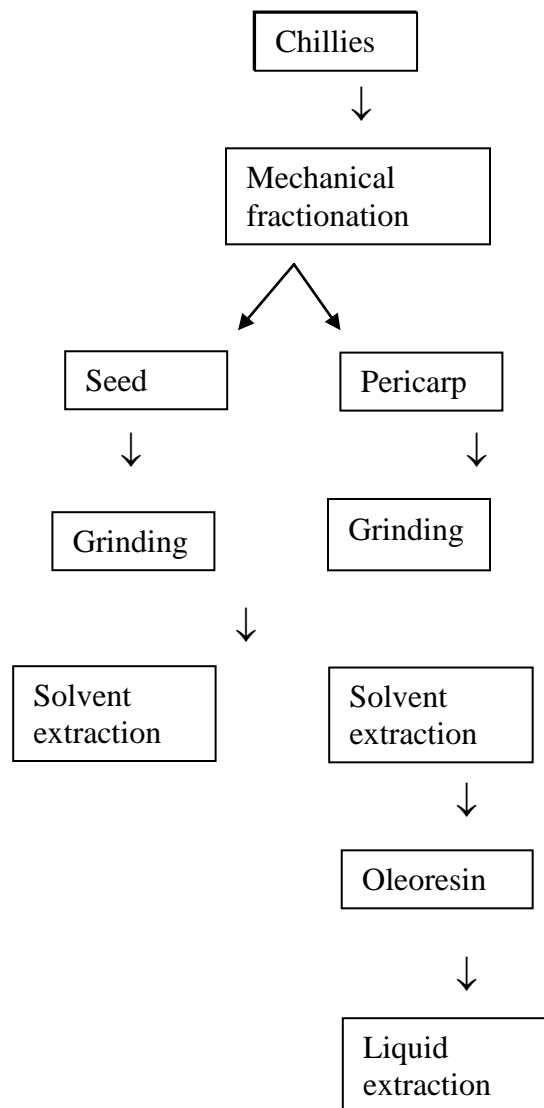 Chillies
↓
Mechanical
fractionation
Seed
Pericarp
↓
↓
Grinding
Grinding
↓
Solvent
extraction
Solvent
extraction
↓
Oleoresin
↓
Liquid
extraction